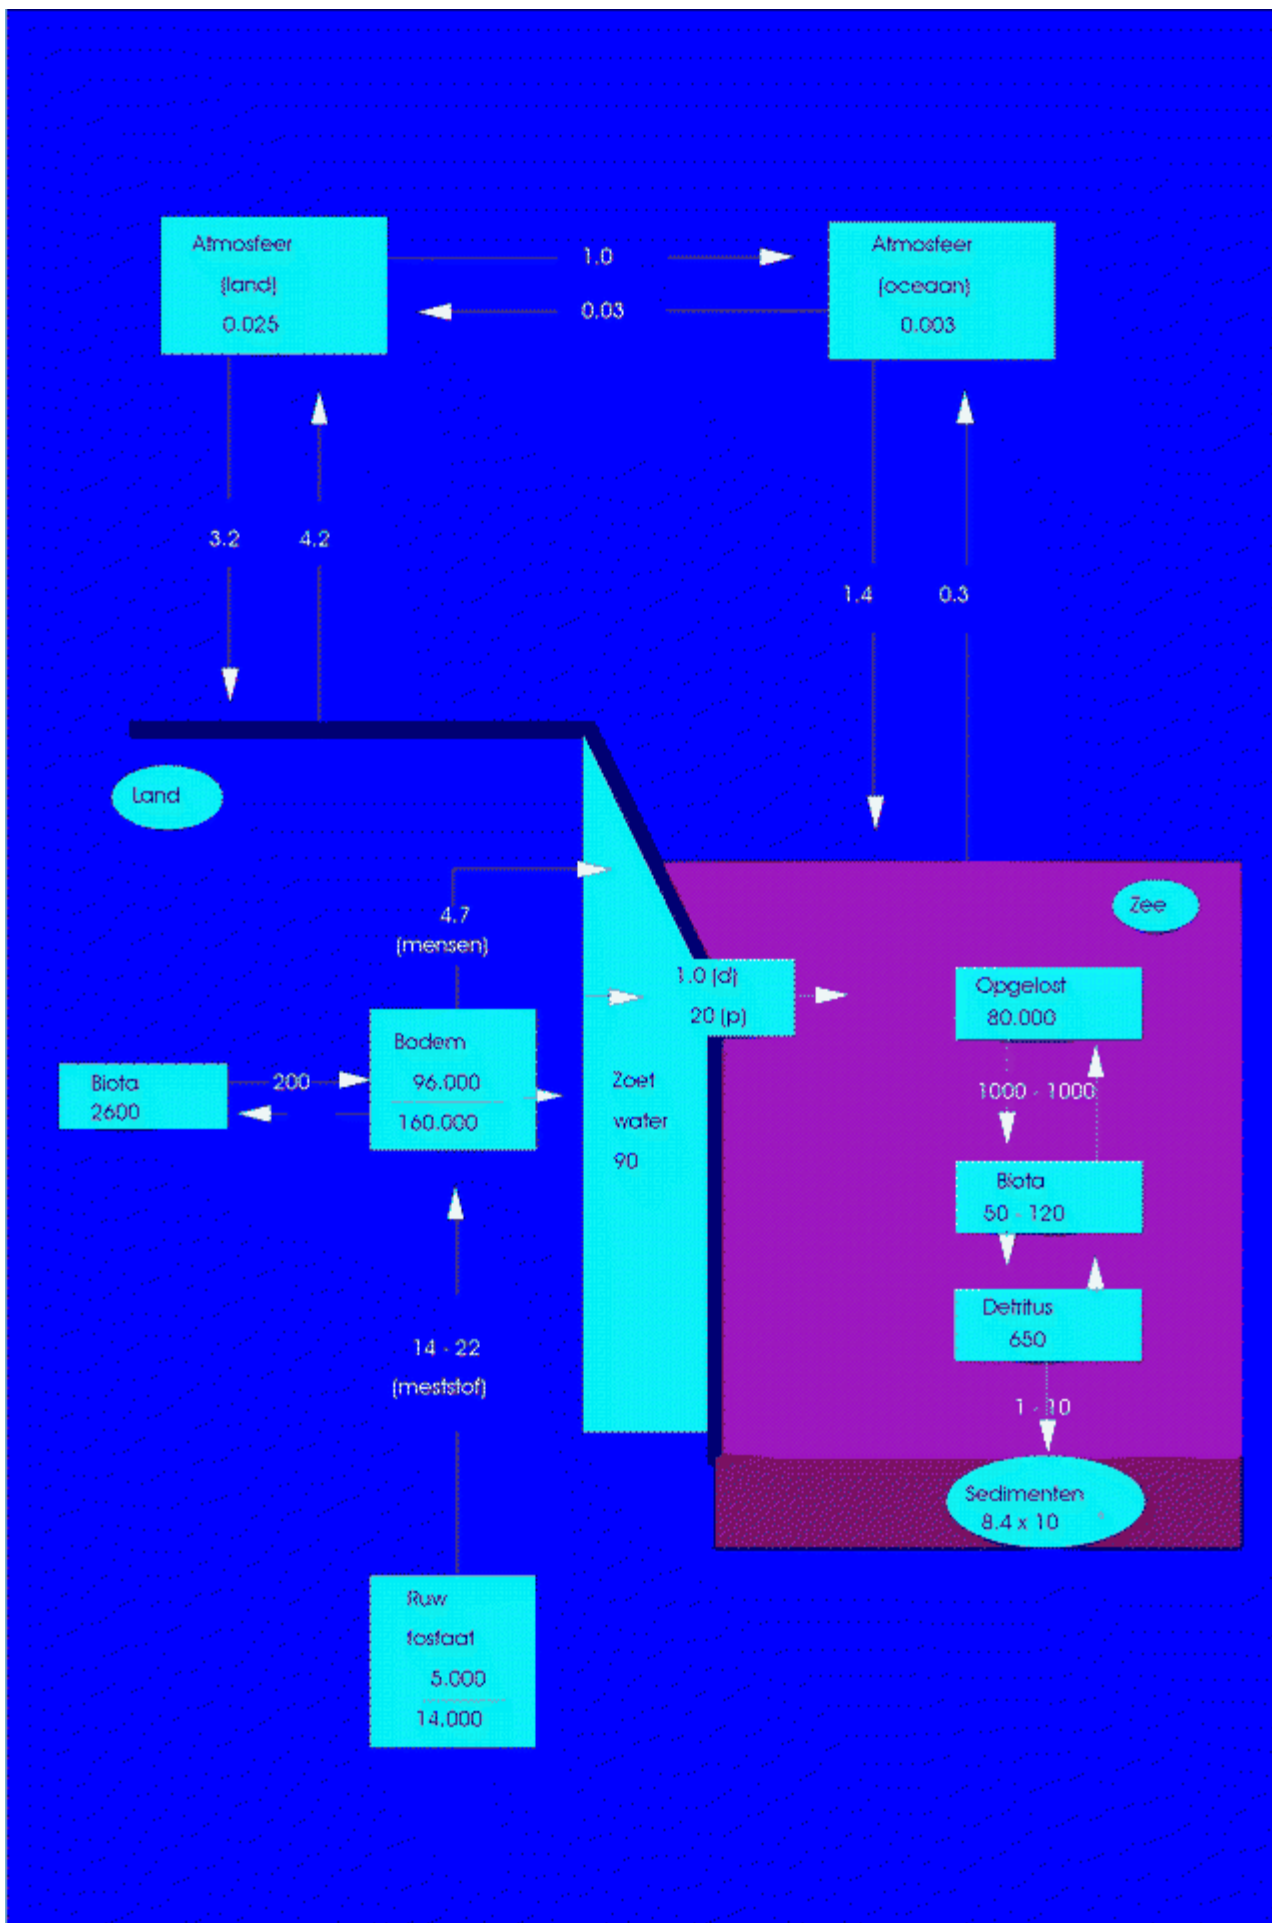 Atmosfeer
(land)
0.025
1.0
0.03
Atmosfeer
(oceaan)
0.003
3.2
4.2
1.4
0.3
Land
4.7
(mensen)
Zee
1.0 (d)
20 (p)
Opgelost
80.000
Bodem
96.000
160.000
Biota
2600
200
Zoet
water
90
1000 - 1000
Biota
50 - 120
Detritus
650
14 - 22
(meststof)
1 - 10
Sedimenten
8.4 x 10
Ruw
fosfaat
5.000
14.000